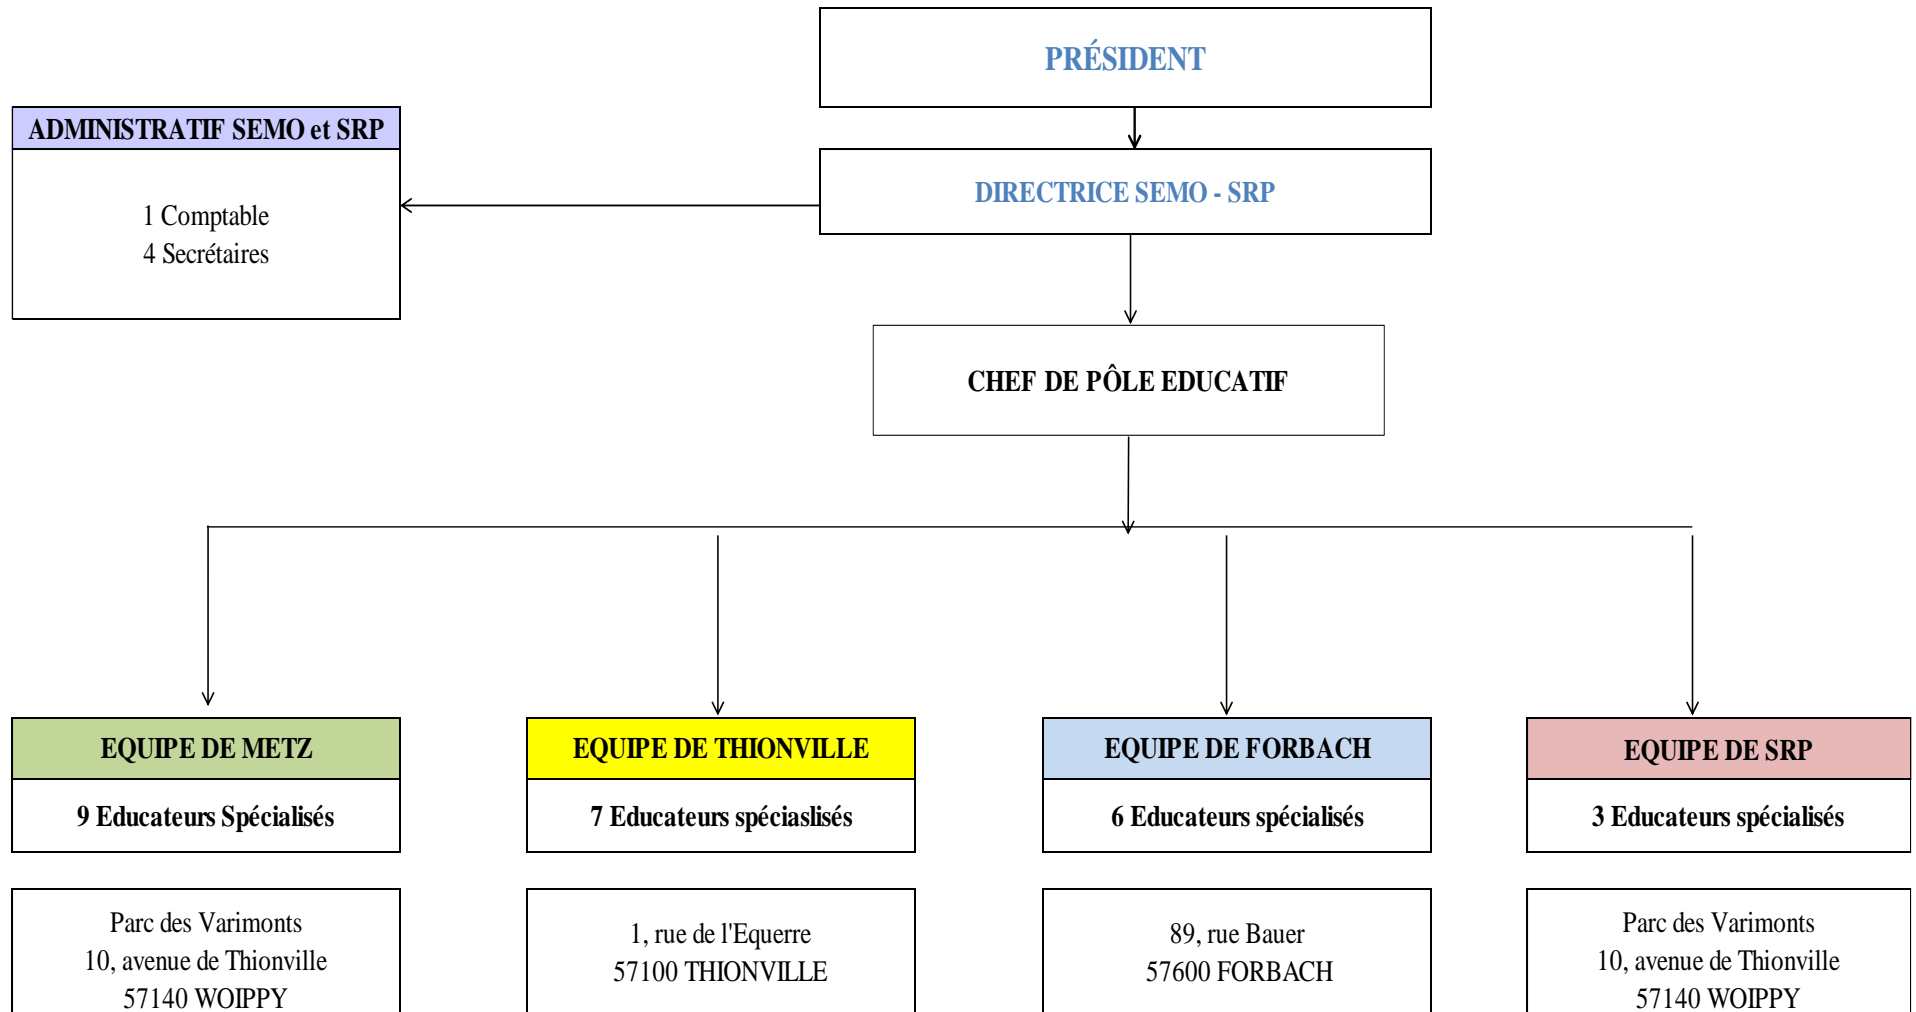 PRÉSIDENT
ADMINISTRATIF SEMO et SRP
1 Comptable
4 Secrétaires
DIRECTRICE SEMO - SRP
CHEF DE PÔLE EDUCATIF
EQUIPE DE METZ
9 Educateurs Spécialisés
Parc des Varimonts
10, avenue de Thionville
57140 WOIPPY
EQUIPE DE THIONVILLE
7 Educateurs spéciaslisés
1, rue de l'Equerre
57100 THIONVILLE
EQUIPE DE FORBACH
6 Educateurs spécialisés
89, rue Bauer
57600 FORBACH
EQUIPE DE SRP
3 Educateurs spécialisés
Parc des Varimonts
10, avenue de Thionville
57140 WOIPPY